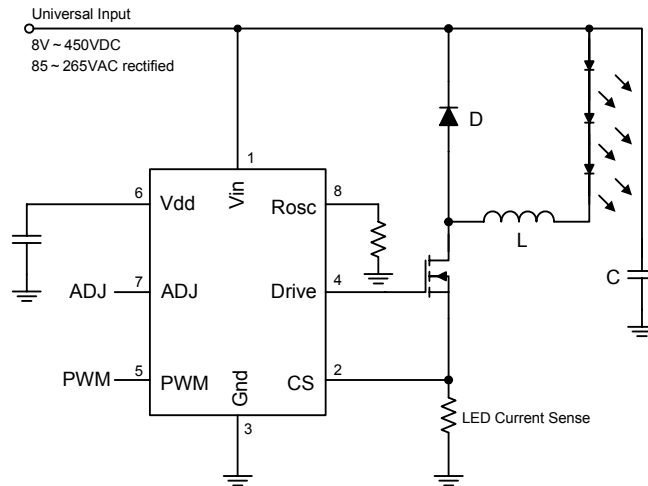 Universal Input
8V ~ 450VDC
85 ~ 265VAC rectified
D
1
6
8
Vdd
Vin
Rosc
L
C
7
4
ADJ
ADJ
Drive
5
2
PWM
PWM
Gnd
CS
3
LED Current Sense